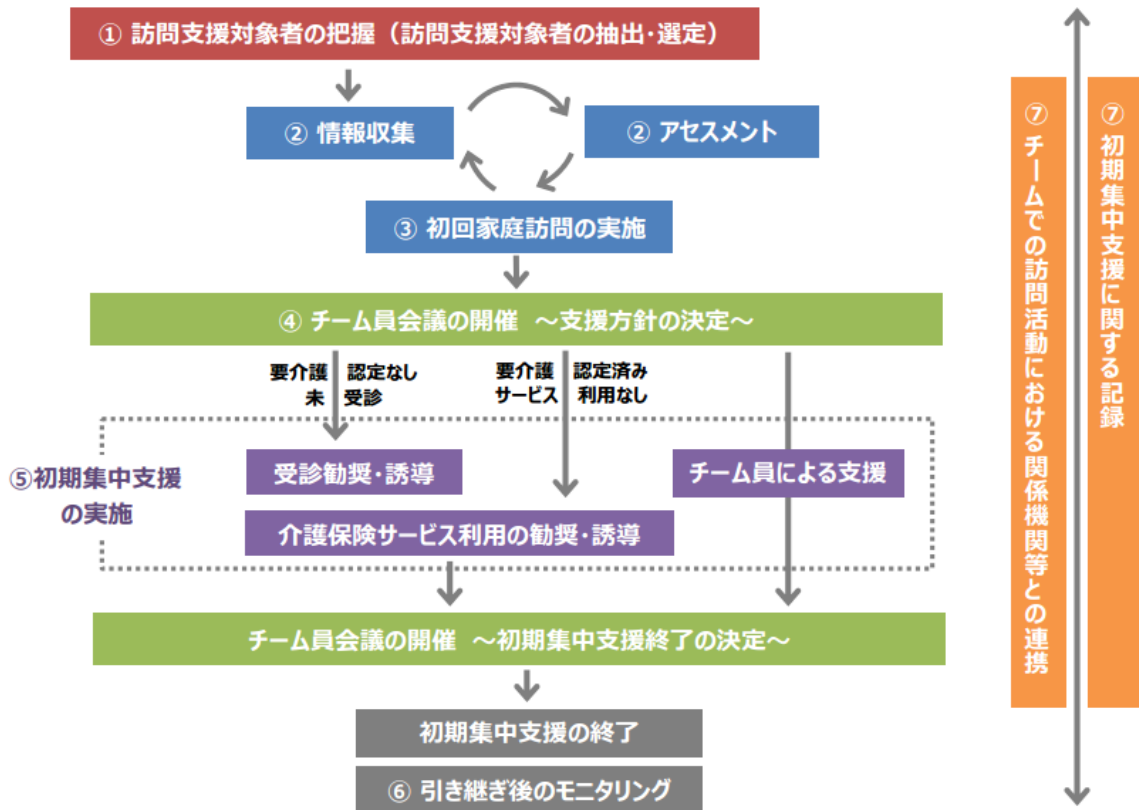 ① 訪問支援対象者の把握（訪問支援対象者の抽出・選定）
② 情報収集
② アセスメント
③ 初回家庭訪問の実施
④ チーム員会議の開催 ～支援方針の決定～
要介護 認定なし
未 受診
要介護 認定済み
サービス 利用なし
⑤初期集中支援
の実施
受診勧奨・誘導
チーム員による支援
介護保険サービス利用の勧奨・誘導
チーム員会議の開催 ～初期集中支援終了の決定～
初期集中支援の終了
⑥ 引き継ぎ後のモニタリング
⑦ 初期集中支援に関する記録
⑦ チームでの訪問活動における関係機関等との連携